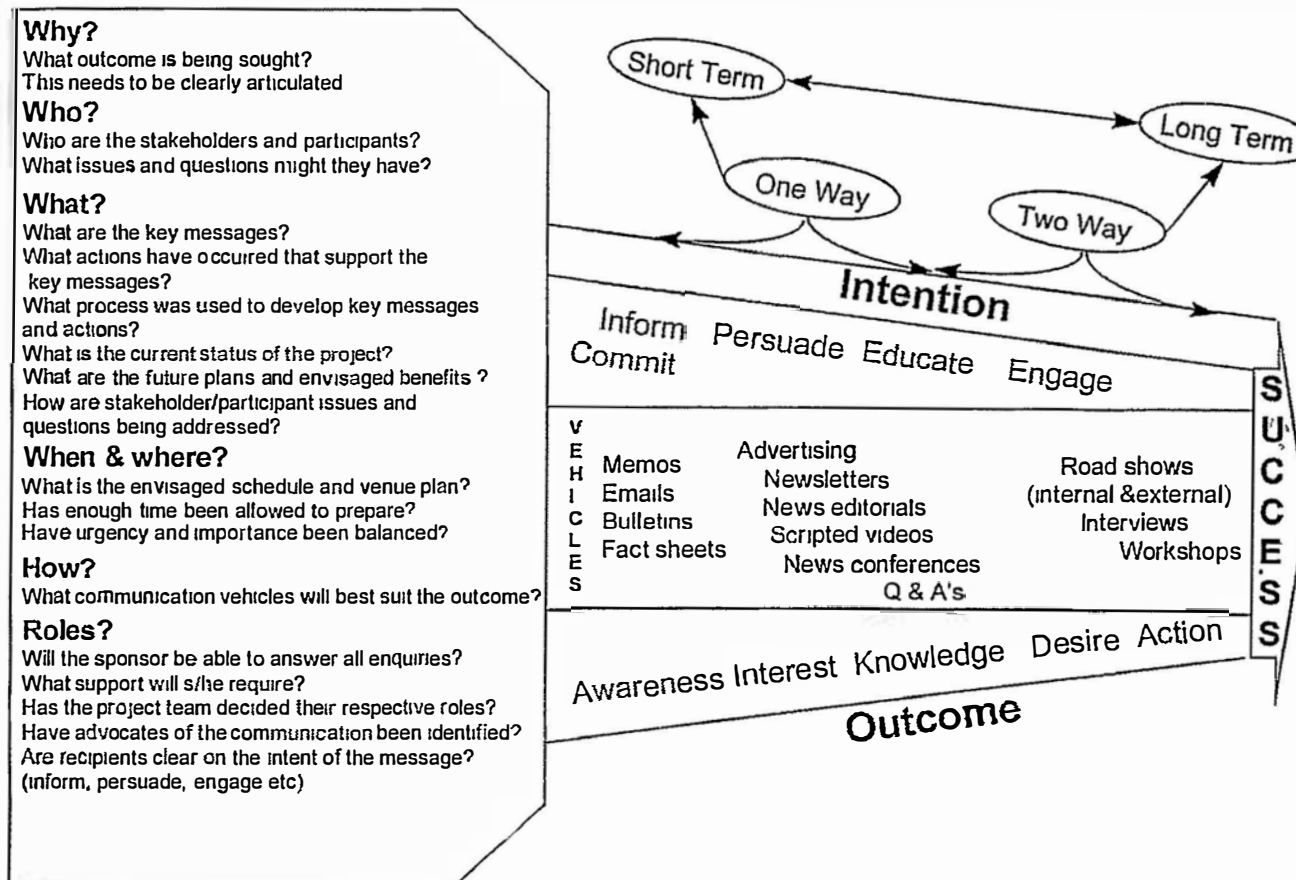 Why?
What outcome is being sought?
This needs to be clearly articulated
Who?
Who are the stakeholders and participants?
What issues and questions might they have?
What?
What are the key messages?
What actions have occurred that support the
key messages?
What process was used to develop key messages
and actions?
What is the current status of the project?
What are the future plans and envisaged benefits ?
How are stakeholder/participant issues and
questions being addressed?
When & where?
What is the envisaged schedule and venue plan?
Has enough time been allowed to prepare?
Have urgency and importance been balanced?
How?
What communication vehicles will best suit the outcome?
Roles?
Will the sponsor be able to answer all enquiries?
What support will s/he require?
Has the project team decided their respective roles?
Have advocates of the communication been identified?
Are recipients clear on the intent of the message?
(inform, persuade, engage etc)
Short Term
Long Term
One Way
Two Way
Intention
Inform Persuade Educate Engage
Commit
VEHICLES
Memos
Emails
Bulletins
Fact sheets
Advertising
Newsletters
News editorials
Scripted videos
News conferences
Q & A's
Road shows
(internal &external)
Interviews
Workshops
Awareness Interest Knowledge Desire Action
Outcome
SUCCESS